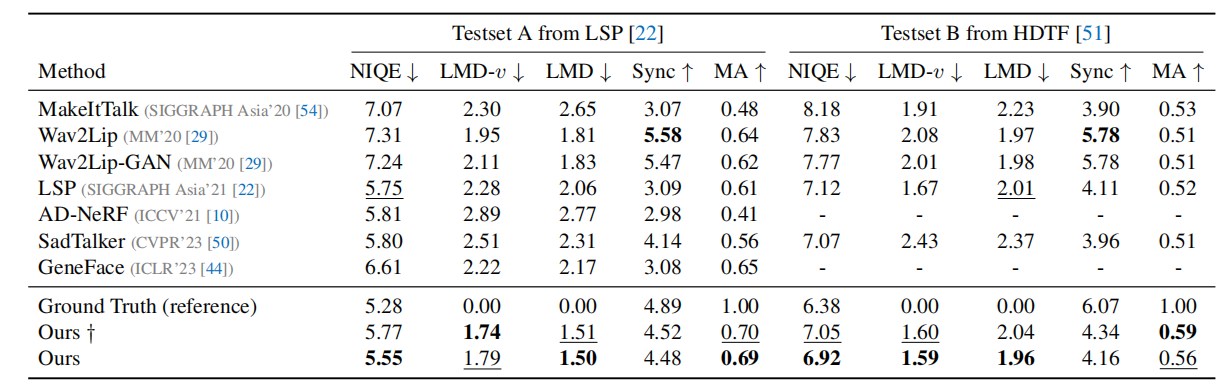 Testset A from LSP [22] Testset B from HDTF [51]
Method NIQE ↓ LMD-v ↓ LMD ↓ Sync ↑ MA ↑ NIQE ↓ LMD-v ↓ LMD ↓ Sync ↑ MA ↑
MakeItTalk (SIGGRAPH Asia'20 [54]) 7.07 2.30 2.65 3.07 0.48 8.18 1.91 2.23 3.90 0.53
Wav2Lip (MM'20 [29]) 7.31 1.95 1.81 5.58 0.64 7.83 2.08 1.97 5.78 0.51
Wav2Lip-GAN (MM'20 [29]) 7.24 2.11 1.83 5.47 0.62 7.77 2.01 1.98 5.78 0.51
LSP (SIGGRAPH Asia'21 [22]) 5.75 2.28 2.06 3.09 0.61 7.12 1.67 2.01 4.11 0.52
AD-NeRF (ICCV'21 [10]) 5.81 2.89 2.77 2.98 0.41 - - - - -
SadTalker (CVPR'23 [50]) 5.80 2.51 2.31 4.14 0.56 7.07 2.43 2.37 3.96 0.51
GeneFace (ICLR'23 [44]) 6.61 2.22 2.17 3.08 0.65 - - - - -
Ground Truth (reference) 5.28 0.00 0.00 4.89 1.00 6.38 0.00 0.00 6.07 1.00
Ours † 5.77 1.74 1.51 4.52 0.70 7.05 1.60 2.04 4.34 0.59
Ours 5.55 1.79 1.50 4.48 0.69 6.92 1.59 1.96 4.16 0.56